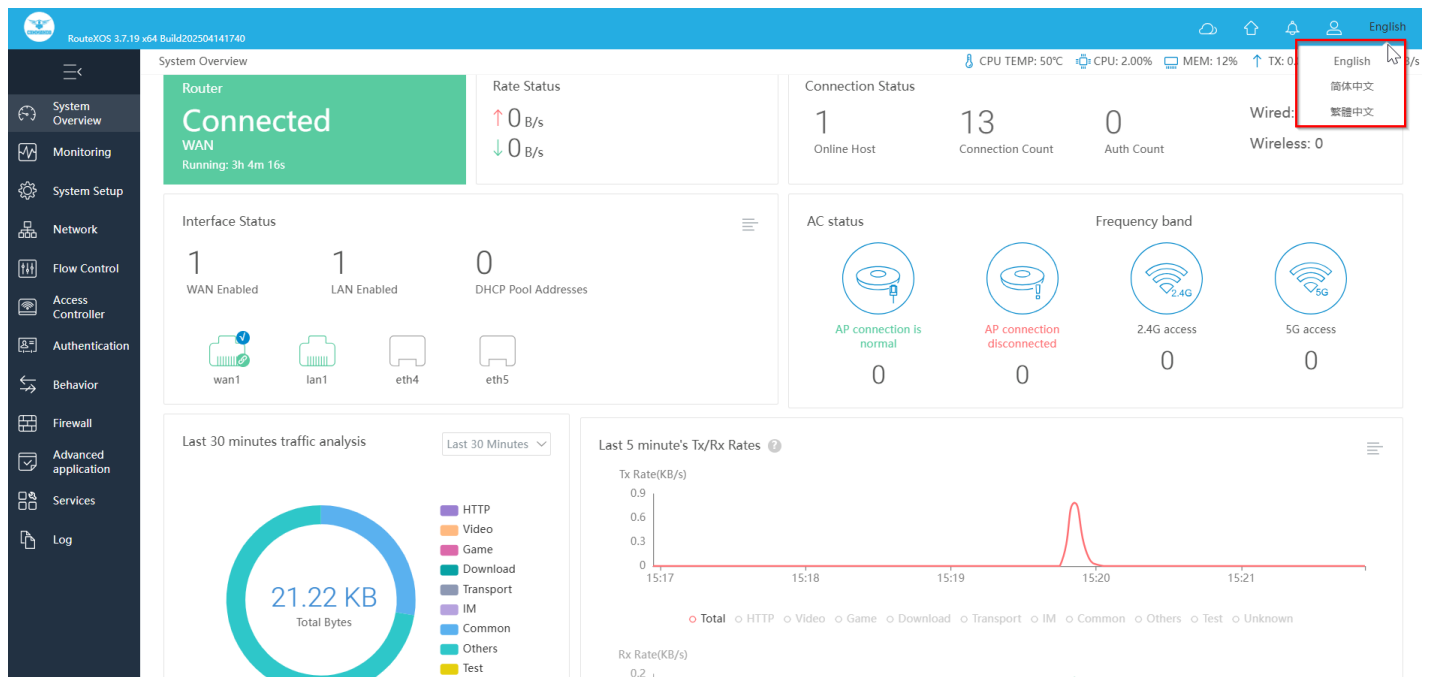 RouteXOS 3.7.19 x64 Build202504141740
English
System Overview
CPU TEMP: 50℃
CPU: 2.00%
MEM: 12%
TX: 0.
B/s
English
简体中文
繁體中文
System Overview
Monitoring
System Setup
Network
Flow Control
Access Controller
Authentication
Behavior
Firewall
Advanced application
Services
Log
Router
Connected
WAN
Running: 3h 4m 16s
Rate Status
0 B/s
0 B/s
Connection Status
1
Online Host
13
Connection Count
0
Auth Count
Wired:
Wireless: 0
Interface Status
1
WAN Enabled
1
LAN Enabled
0
DHCP Pool Addresses
wan1
lan1
eth4
eth5
AC status
Frequency band
2.4G
5G
AP connection is normal
0
AP connection disconnected
0
2.4G access
0
5G access
0
Last 30 minutes traffic analysis
Last 30 Minutes
21.22 KB
Total Bytes
HTTP
Video
Game
Download
Transport
IM
Common
Others
Test
Last 5 minute's Tx/Rx Rates ?
Tx Rate(KB/s)
0.9
0.6
0.3
0
15:17
15:18
15:19
15:20
15:21
Total HTTP Video Game Download Transport IM Common Others Test Unknown
Rx Rate(KB/s)
0.2